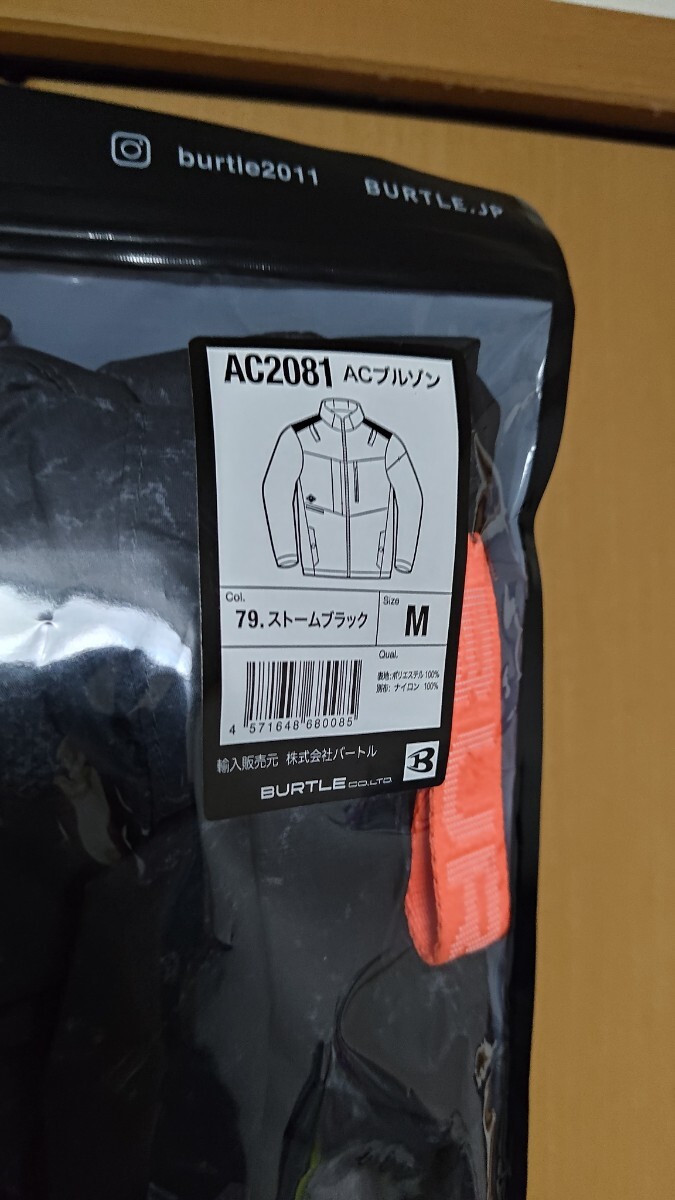 burtle2011 BURTLE.JP
AC2081 ACブルゾン
Col.
79.ストームブラック
Size
M
Qual.
表地:ポリエステル 100%
別布: ナイロン 100%
4 571648 680085
輸入販売元 株式会社バートル
BURTLE CO.LTD.
B